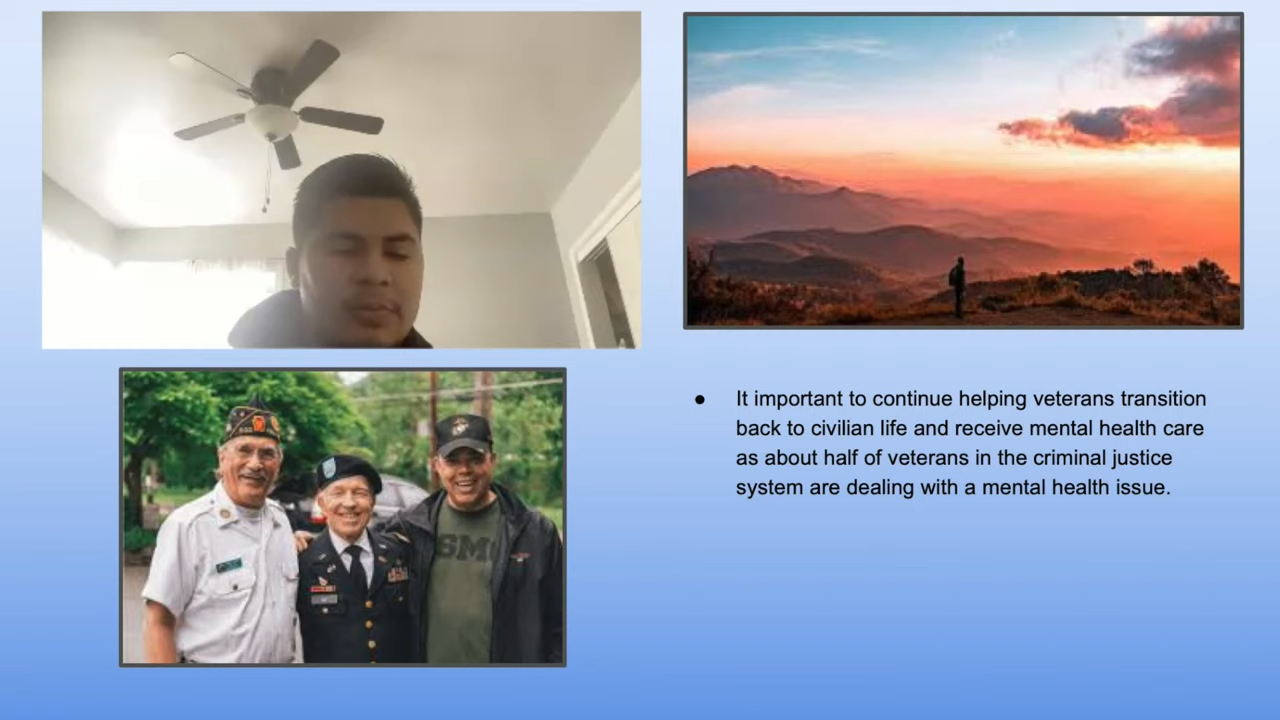 SM
● It important to continue helping veterans transition
back to civilian life and receive mental health care
as about half of veterans in the criminal justice
system are dealing with a mental health issue.